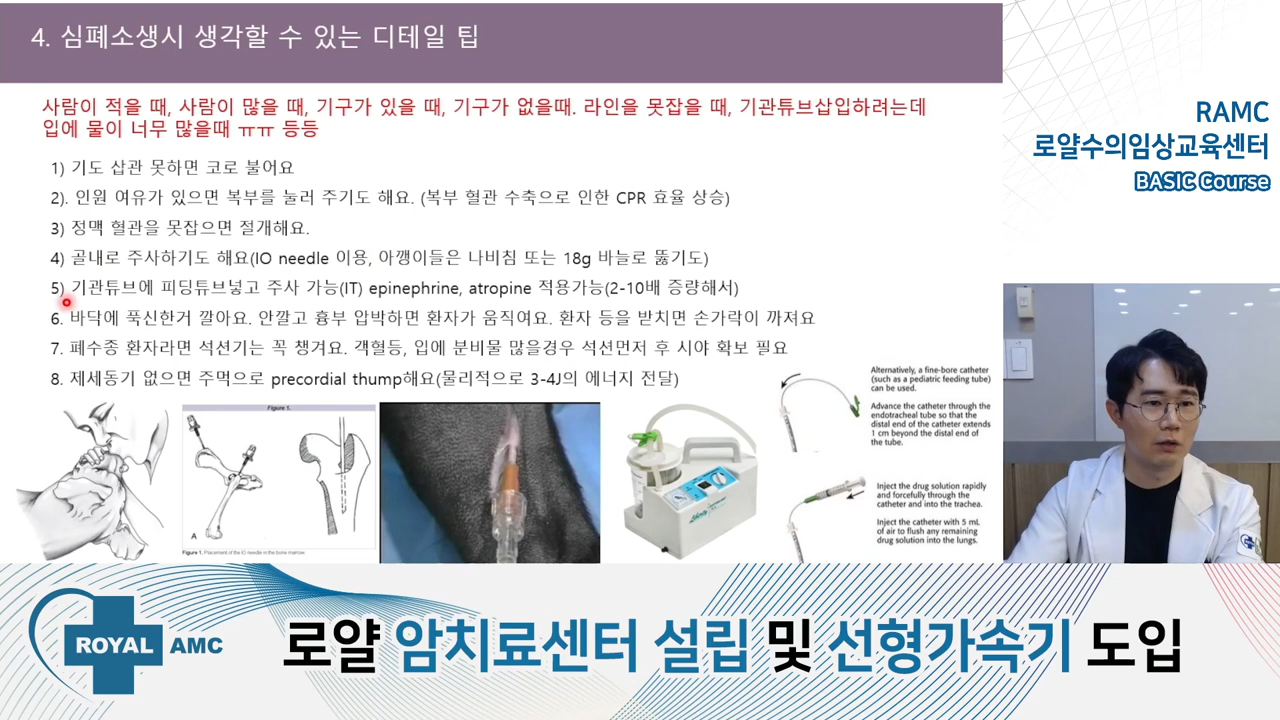 4. 심폐소생시 생각할 수 있는 디테일 팁
사람이 적을 때, 사람이 많을 때, 기구가 있을 때, 기구가 없을때. 라인을 못잡을 때, 기관튜브삽입하려는데
입에 물이 너무 많을때 ㅠㅠ 등등
1) 기도 삽관 못하면 코로 불어요
2). 인원 여유가 있으면 복부를 눌러 주기도 해요. (복부 혈관 수축으로 인한 CPR 효율 상승)
3) 정맥 혈관을 못잡으면 절개해요.
4) 골내로 주사하기도 해요(IO needle 이용, 아깽이들은 나비침 또는 18g 바늘로 뚫기도)
5) 기관튜브에 피딩튜브넣고 주사 가능(IT) epinephrine, atropine 적용가능(2-10배 증량해서)
6. 바닥에 푹신한거 깔아요. 안깔고 흉부 압박하면 환자가 움직여요. 환자 등을 받치면 손가락이 까져요
7. 폐수종 환자라면 석션기는 꼭 챙겨요. 객혈등, 입에 분비물 많을경우 석션먼저 후 시야 확보 필요
8. 제세동기 없으면 주먹으로 precordial thump해요(물리적으로 3-4J의 에너지 전달)
Figure 1.
A
Figure 1. Placement of the IO needle in the bone marrow.
Alternatively, a fine-bore catheter
(such as a pediatric feeding tube)
can be used.
Advance the catheter through the
endotracheal tube so that the
distal end of the catheter extends
1 cm beyond the distal end of
the tube.
Inject the drug solution rapidly
and forcefully through the
catheter and into the trachea.
Inject the catheter with 5 mL
of air to flush any remaining
drug solution into the lungs.
RAMC
로얄수의임상교육센터
BASIC Course
ROYAL AMC
로얄 암치료센터 설립 및 선형가속기 도입